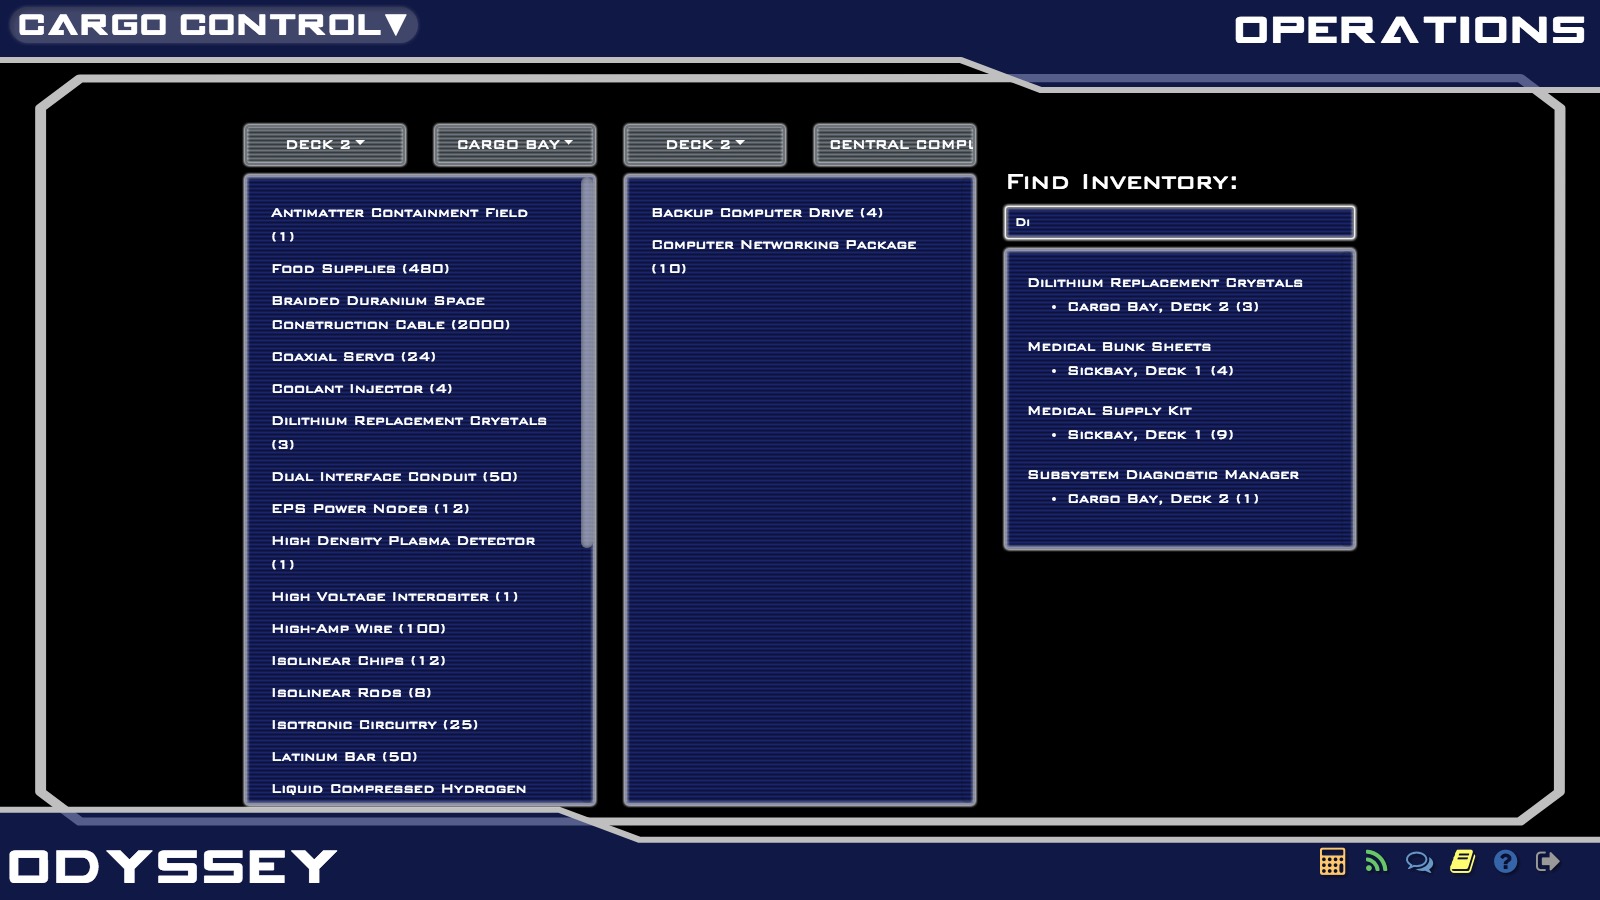 Cargo Control▼
Operations
Deck 2
Cargo Bay
Deck 2
Central Compu
Antimatter Containment Field
(1)
Food Supplies (480)
Braided Duranium Space
Construction Cable (2000)
Coaxial Servo (24)
Coolant Injector (4)
Dilithium Replacement Crystals
(3)
Dual Interface Conduit (50)
EPS Power Nodes (12)
High Density Plasma Detector
(1)
High Voltage Interositer (1)
High-Amp Wire (100)
Isolinear Chips (12)
Isolinear Rods (8)
Isotronic Circuitry (25)
Latinum Bar (50)
Liquid Compressed Hydrogen
Backup Computer Drive (4)
Computer Networking Package
(10)
Find Inventory:
Di
Dilithium Replacement Crystals
• Cargo Bay, Deck 2 (3)
Medical Bunk Sheets
• Sickbay, Deck 1 (4)
Medical Supply Kit
• Sickbay, Deck 1 (9)
Subsystem Diagnostic Manager
• Cargo Bay, Deck 2 (1)
Odyssey